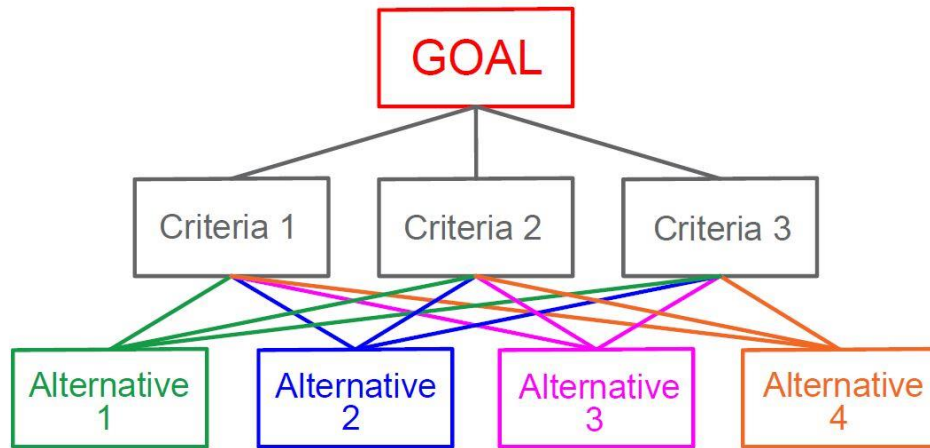 GOAL
Criteria 1
Criteria 2
Criteria 3
Alternative
1
Alternative
2
Alternative
3
Alternative
4